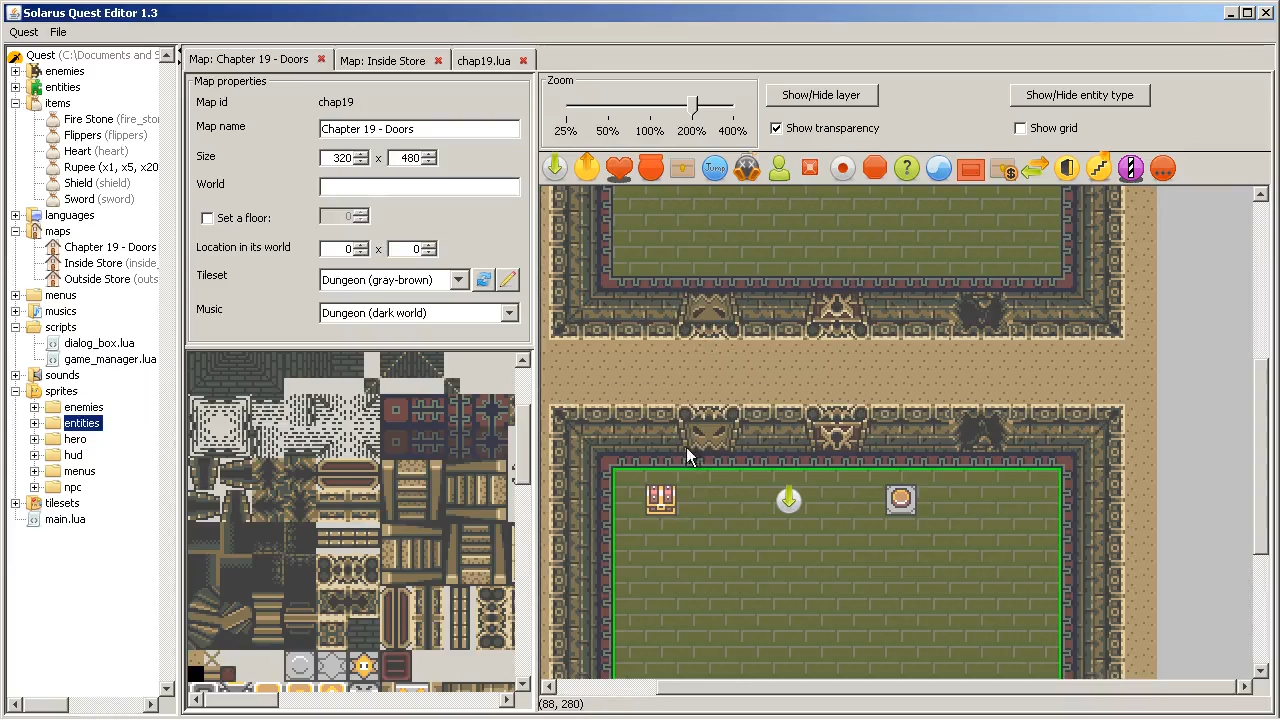 Solarus Quest Editor 1.3
Quest File
Quest (C:\Documents and S
enemies
entities
items
Fire Stone (fire_sto
Flippers (flippers)
Heart (heart)
Rupee (x1, x5, x20
Shield (shield)
Sword (sword)
languages
maps
Chapter 19 - Doors
Inside Store (inside_
Outside Store (outs
menus
musics
scripts
dialog_box.lua
game_manager.lua
sounds
sprites
enemies
entities
hero
hud
menus
npc
tilesets
main.lua
Map: Chapter 19 - Doors
Map: Inside Store
chap19.lua
Map properties
Map id chap19
Map name Chapter 19 - Doors
Size 320 x 480
World
Set a floor: 0
Location in its world 0 x 0
Tileset Dungeon (gray-brown)
Music Dungeon (dark world)
Zoom
25% 50% 100% 200% 400%
Show/Hide layer
Show/Hide entity type
Show transparency
Show grid
Jump
?
$
(88, 280)